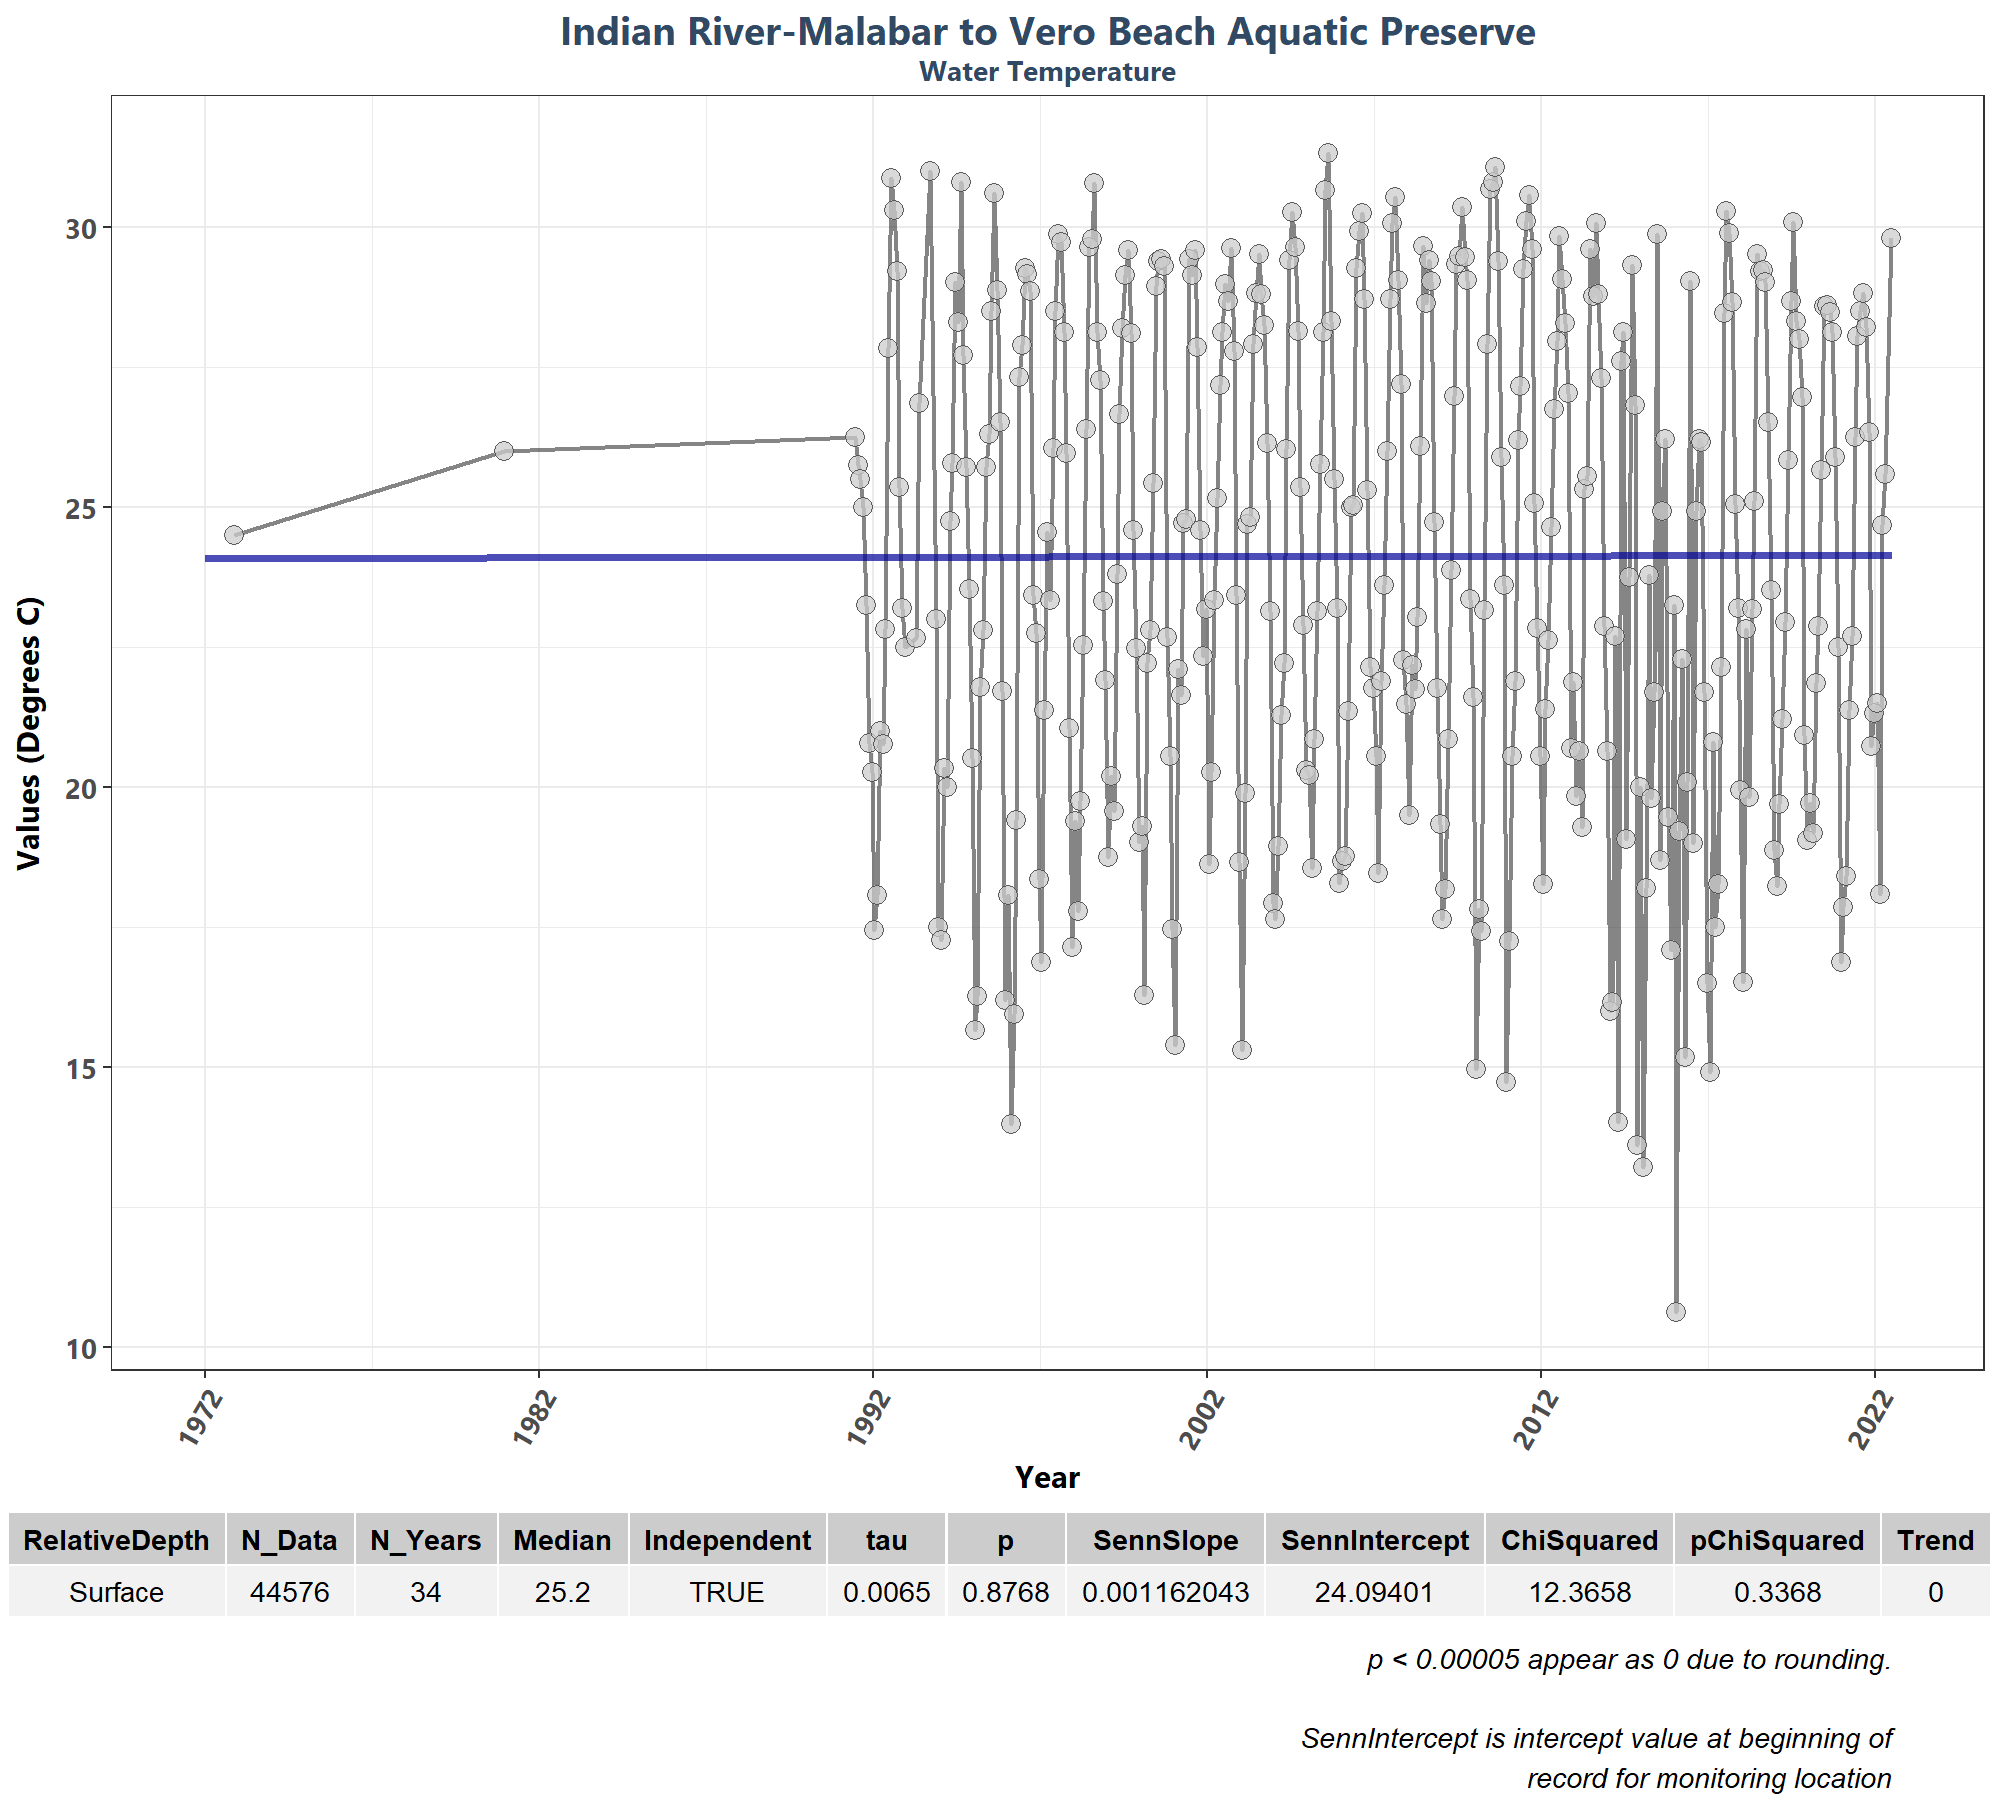 Indian River-Malabar to Vero Beach Aquatic Preserve
Water Temperature
Values (Degrees C)
30
25
20
15
10
1972
1982
1992
2002
2012
2022
Year
RelativeDepth N_Data N_Years Median Independent tau p SennSlope SennIntercept ChiSquared pChiSquared Trend
Surface 44576 34 25.2 TRUE 0.0065 0.8768 0.001162043 24.09401 12.3658 0.3368 0
p < 0.00005 appear as 0 due to rounding.
SennIntercept is intercept value at beginning of
record for monitoring location